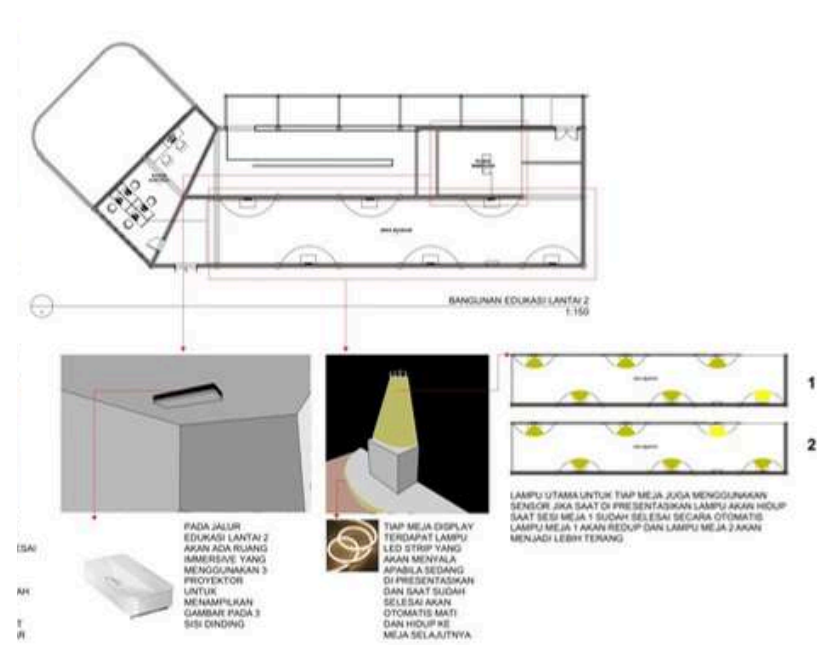 BANGUNAN EDUKASI LANTAI 2
1:150
1
2
LAMPU UTAMA UNTUK TIAP MEJA JUGA MENGGUNAKAN
SENSOR JIKA SAAT DI PRESENTASIKAN LAMPU AKAN HIDUP
SAAT SESI MEJA 1 SUDAH SELESAI SECARA OTOMATIS
LAMPU MEJA 1 AKAN REDUP DAN LAMPU MEJA 2 AKAN
MENJADI LEBIH TERANG
PADA JALUR
EDUKASI LANTAI 2
AKAN ADA RUANG
IMMERSIVE YANG
MENGGUNAKAN 3
PROYEKTOR
UNTUK
MENAMPILKAN
GAMBAR PADA 3
SISI DINDING
TIAP MEJA DISPLAY
TERDAPAT LAMPU
LED STRIP YANG
AKAN MENYALA
APABILA SEDANG
DI PRESENTASIKAN
DAN SAAT SUDAH
SELESAI AKAN
OTOMATIS MATI
DAN HIDUP KE
MEJA SELAJUTNYA